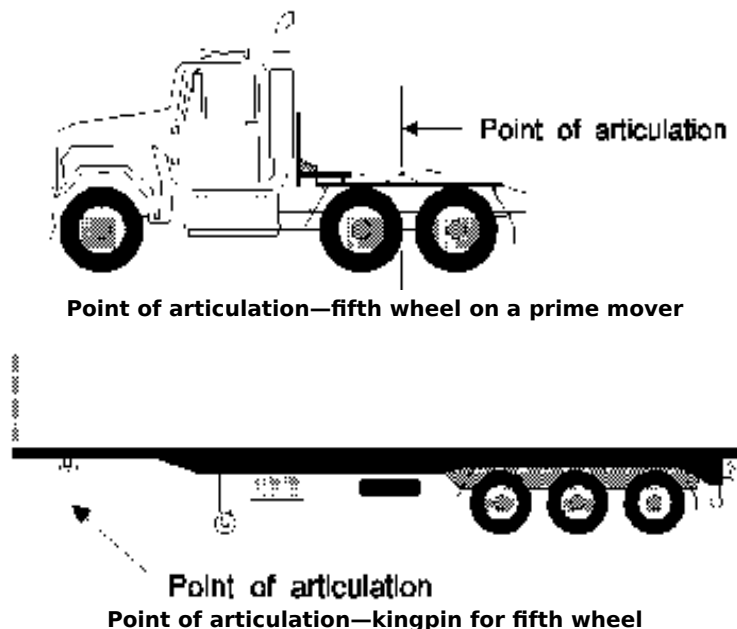 Point of articulation
Point of articulation—fifth wheel on a prime mover
Point of articulation
Point of articulation—kingpin for fifth wheel